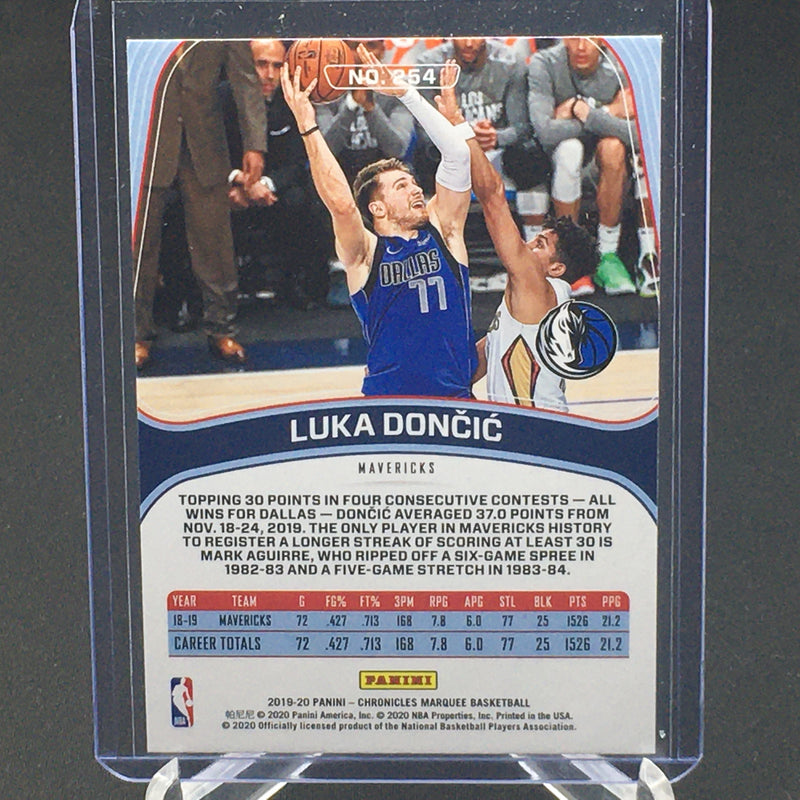 NO. 254
DALLAS
77
LUKA DONČIĆ
MAVERICKS
TOPPING 30 POINTS IN FOUR CONSECUTIVE CONTESTS — ALL
WINS FOR DALLAS — DONČIĆ AVERAGED 37.0 POINTS FROM
NOV. 18-24, 2019. THE ONLY PLAYER IN MAVERICKS HISTORY
TO REGISTER A LONGER STREAK OF SCORING AT LEAST 30 IS
MARK AGUIRRE, WHO RIPPED OFF A SIX-GAME SPREE IN
1982-83 AND A FIVE-GAME STRETCH IN 1983-84.
YEAR TEAM G FG% FT% 3PM RPG APG STL BLK PTS PPG
18-19 MAVERICKS 72 .427 .713 168 7.8 6.0 77 25 1526 21.2
CAREER TOTALS 72 .427 .713 168 7.8 6.0 77 25 1526 21.2
PANINI
2019-20 PANINI – CHRONICLES MARQUEE BASKETBALL
帕尼尼 © 2020 Panini America, Inc. © 2020 NBA Properties, Inc. Printed in the USA.
© 2020 Officially licensed product of the National Basketball Players Association.
NBA